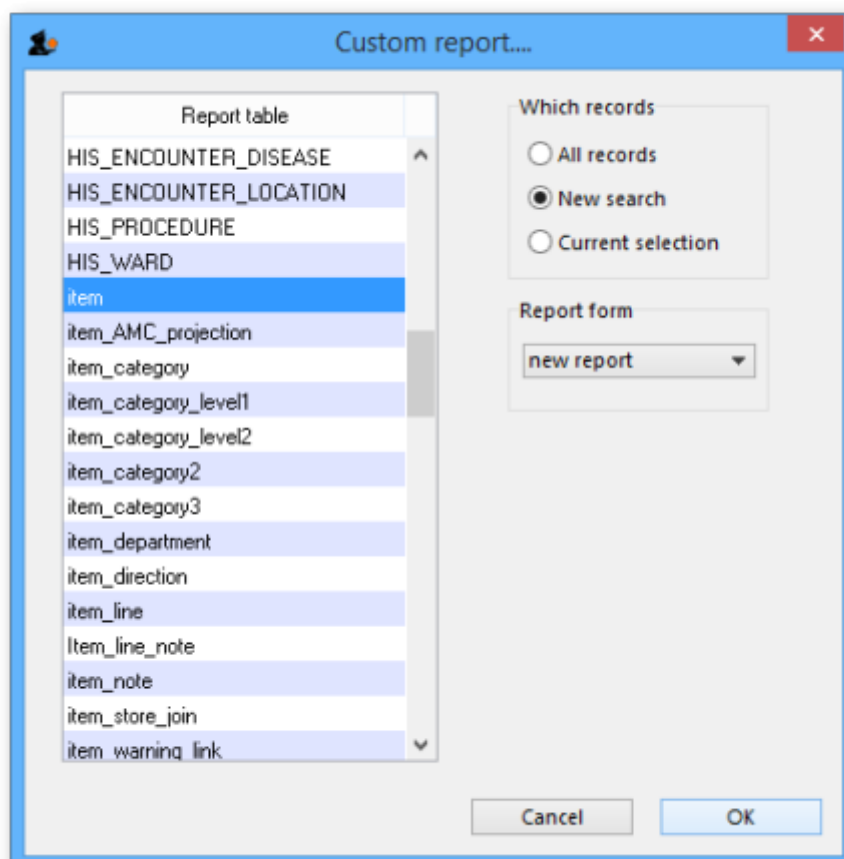 Custom report....
Report table
HIS_ENCOUNTER_DISEASE
HIS_ENCOUNTER_LOCATION
HIS_PROCEDURE
HIS_WARD
item
item_AMC_projection
item_category
item_category_level1
item_category_level2
item_category2
item_category3
item_department
item_direction
item_line
Item_line_note
item_note
item_store_join
item_warning_link
Which records
All records
New search
Current selection
Report form
new report
Cancel
OK